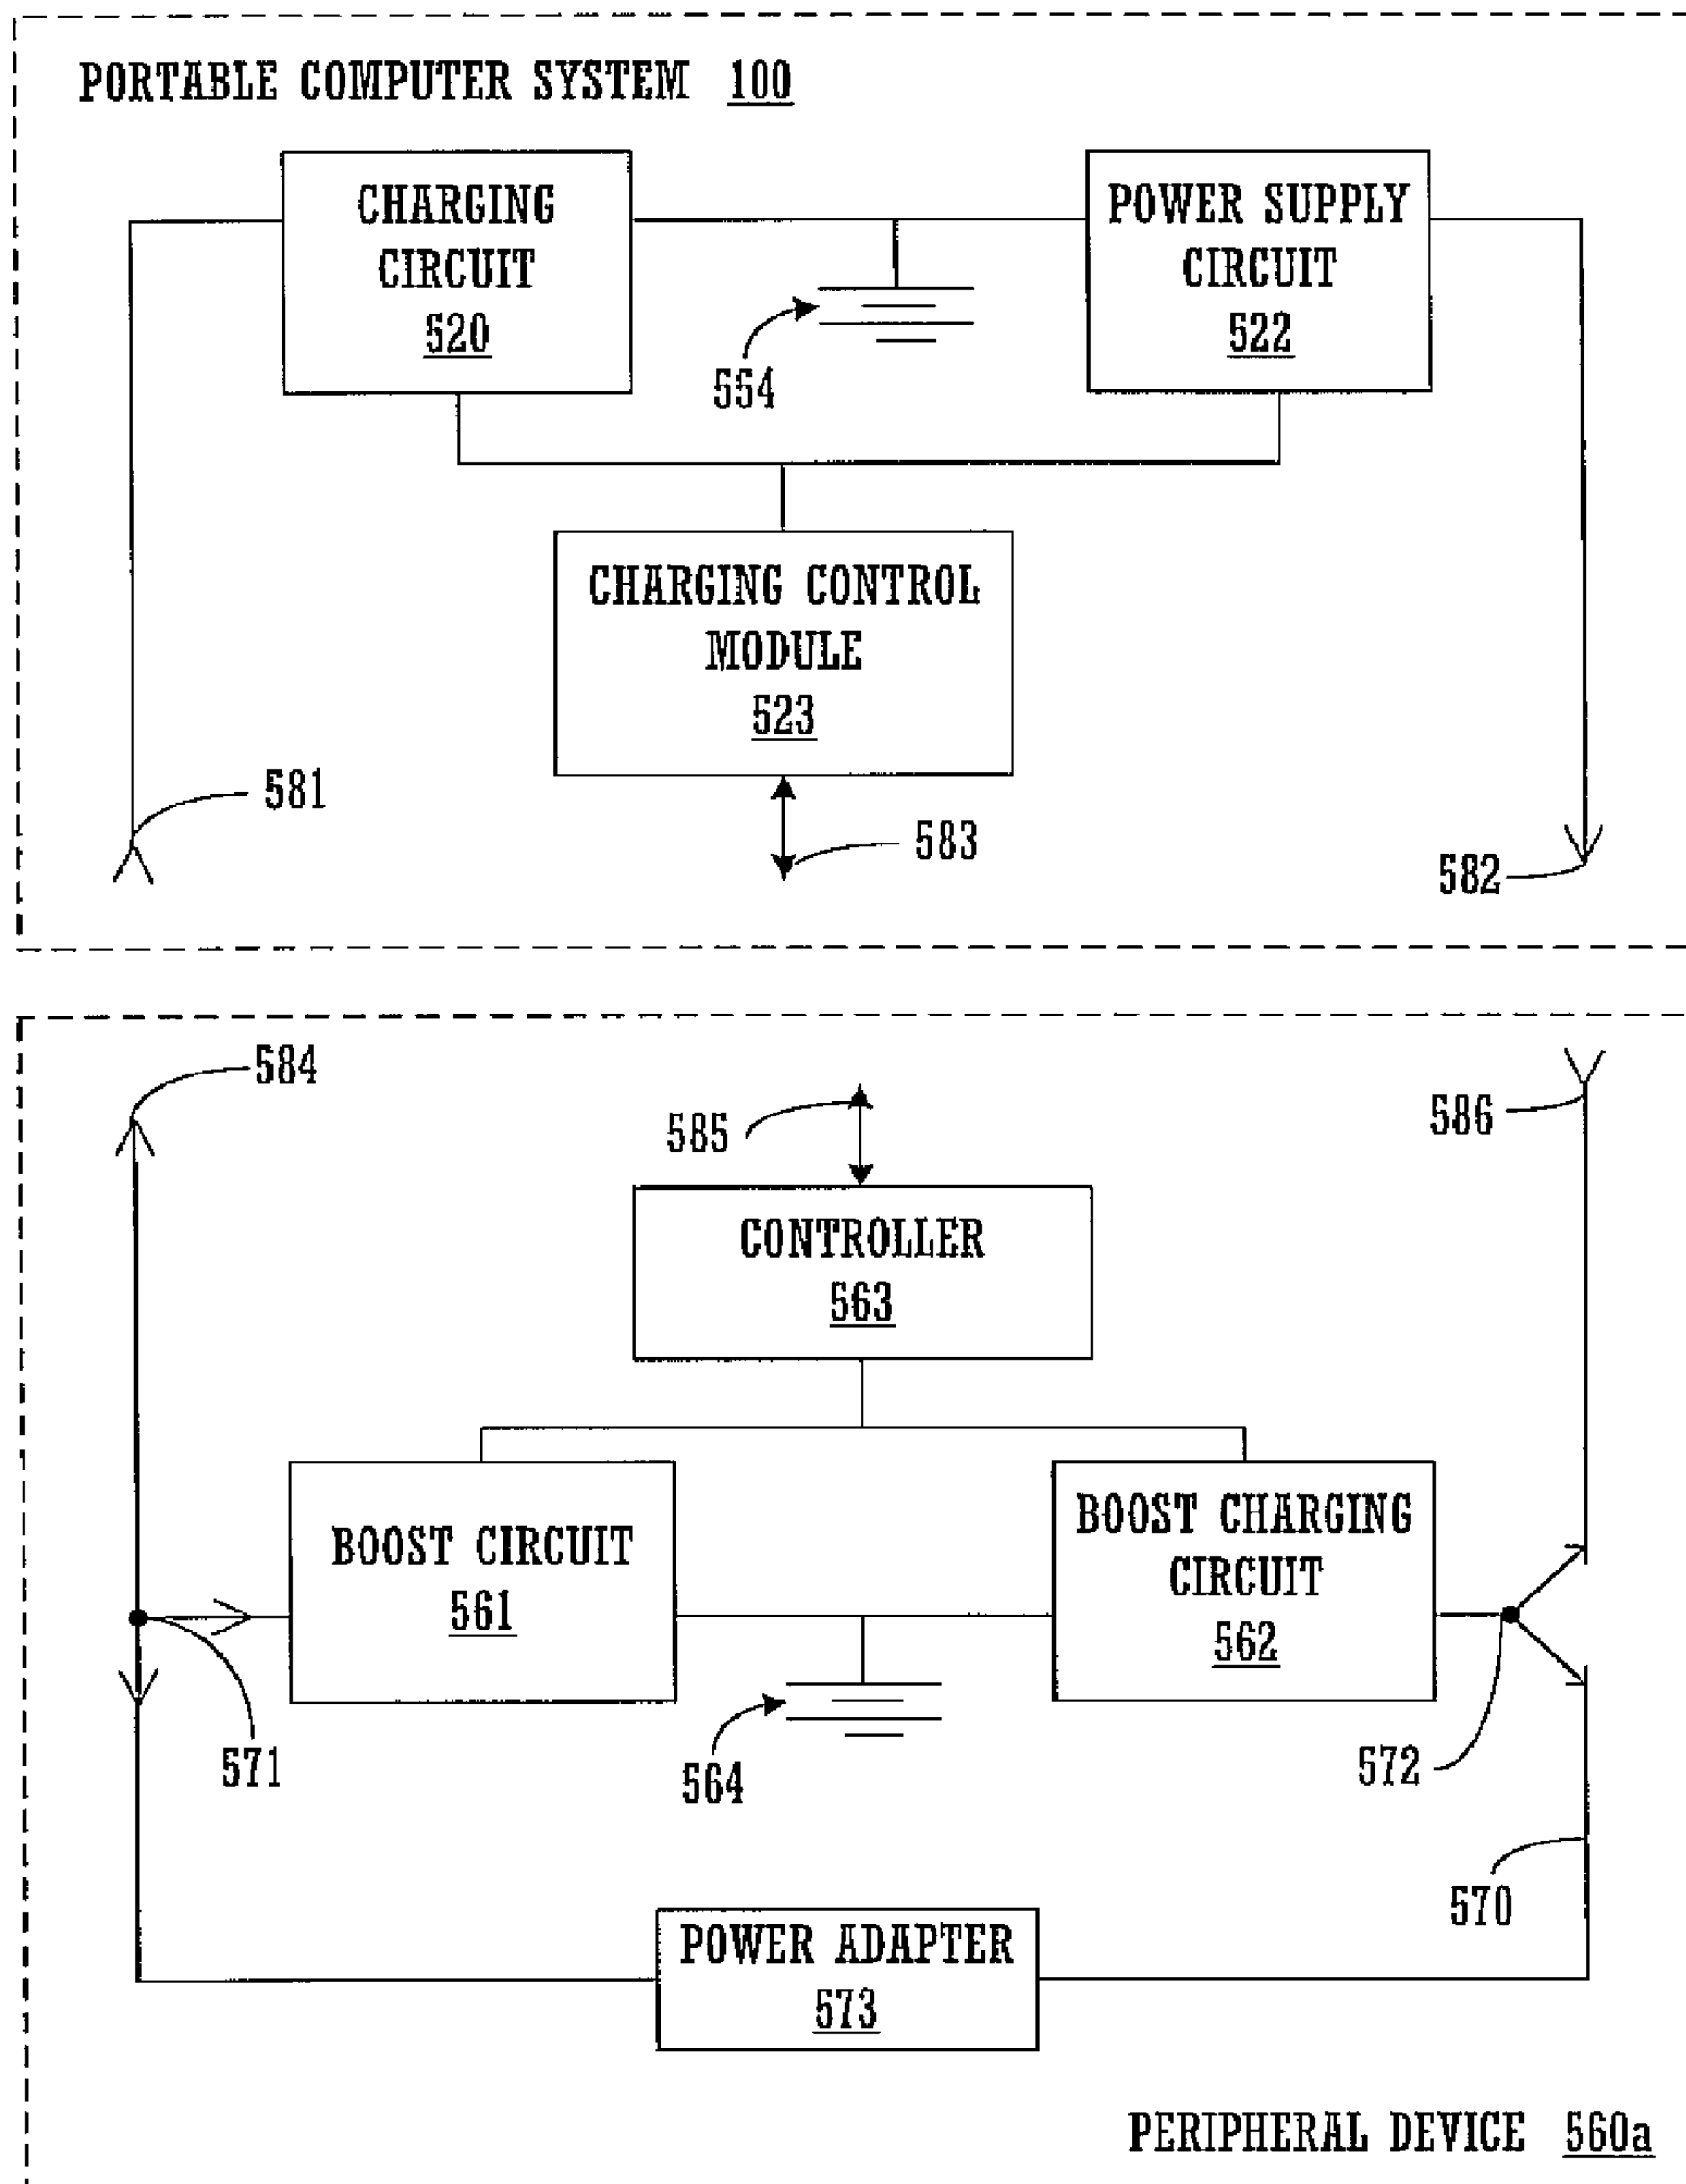 PORTABLE COMPUTER SYSTEM 100
CHARGING
CIRCUIT
520
POWER SUPPLY
CIRCUIT
522
554
CHARGING CONTROL
MODULE
523
581
583
582
584
585
586
CONTROLLER
563
BOOST CIRCUIT
561
BOOST CHARGING
CIRCUIT
562
571
564
572
570
POWER ADAPTER
573
PERIPHERAL DEVICE 560a